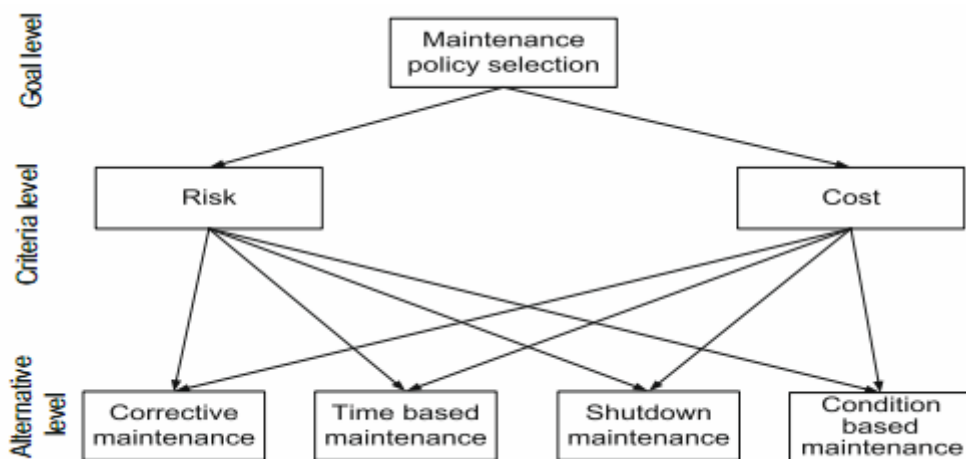 Goal level
Maintenance
policy selection
Criteria level
Risk
Cost
Alternative
level
Corrective
maintenance
Time based
maintenance
Shutdown
maintenance
Condition
based
maintenance